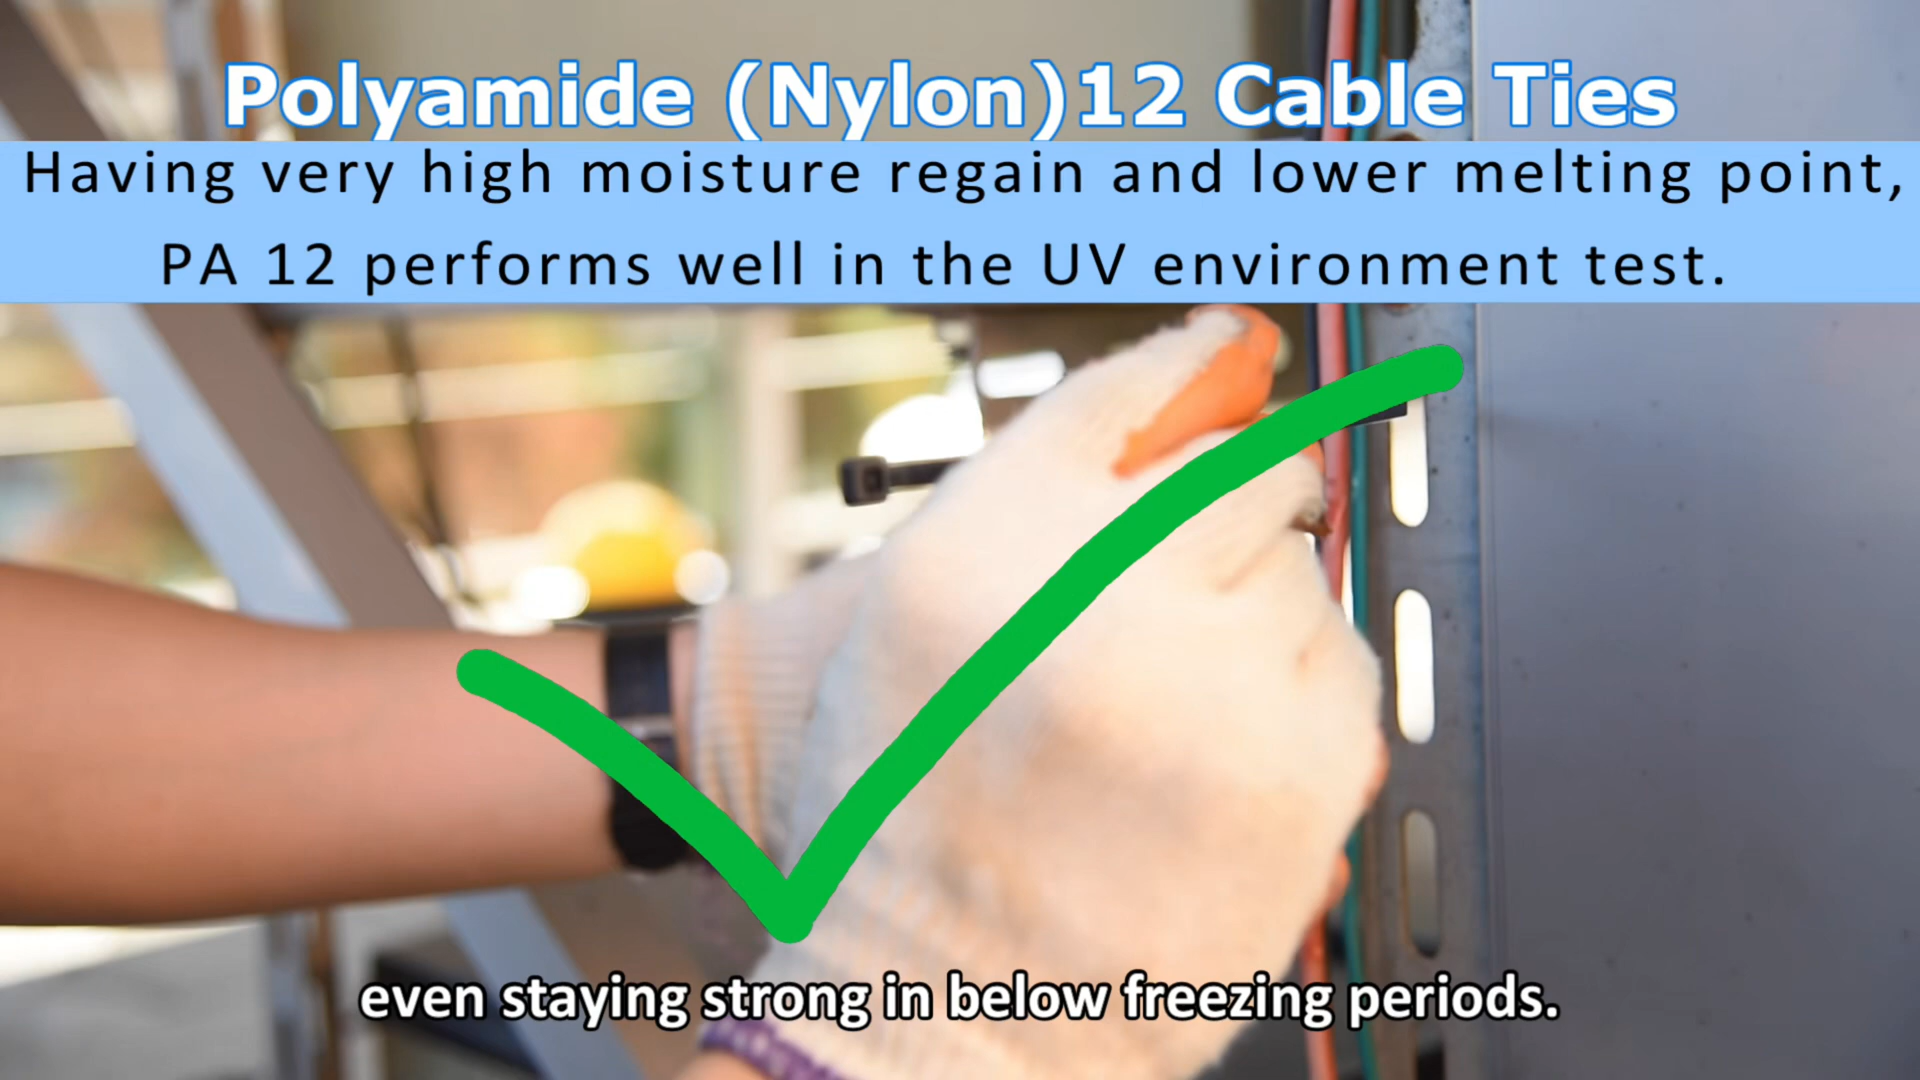 Polyamide (Nylon)12 Cable Ties
Having very high moisture regain and lower melting point,
PA 12 performs well in the UV environment test.
even staying strong in below freezing periods.